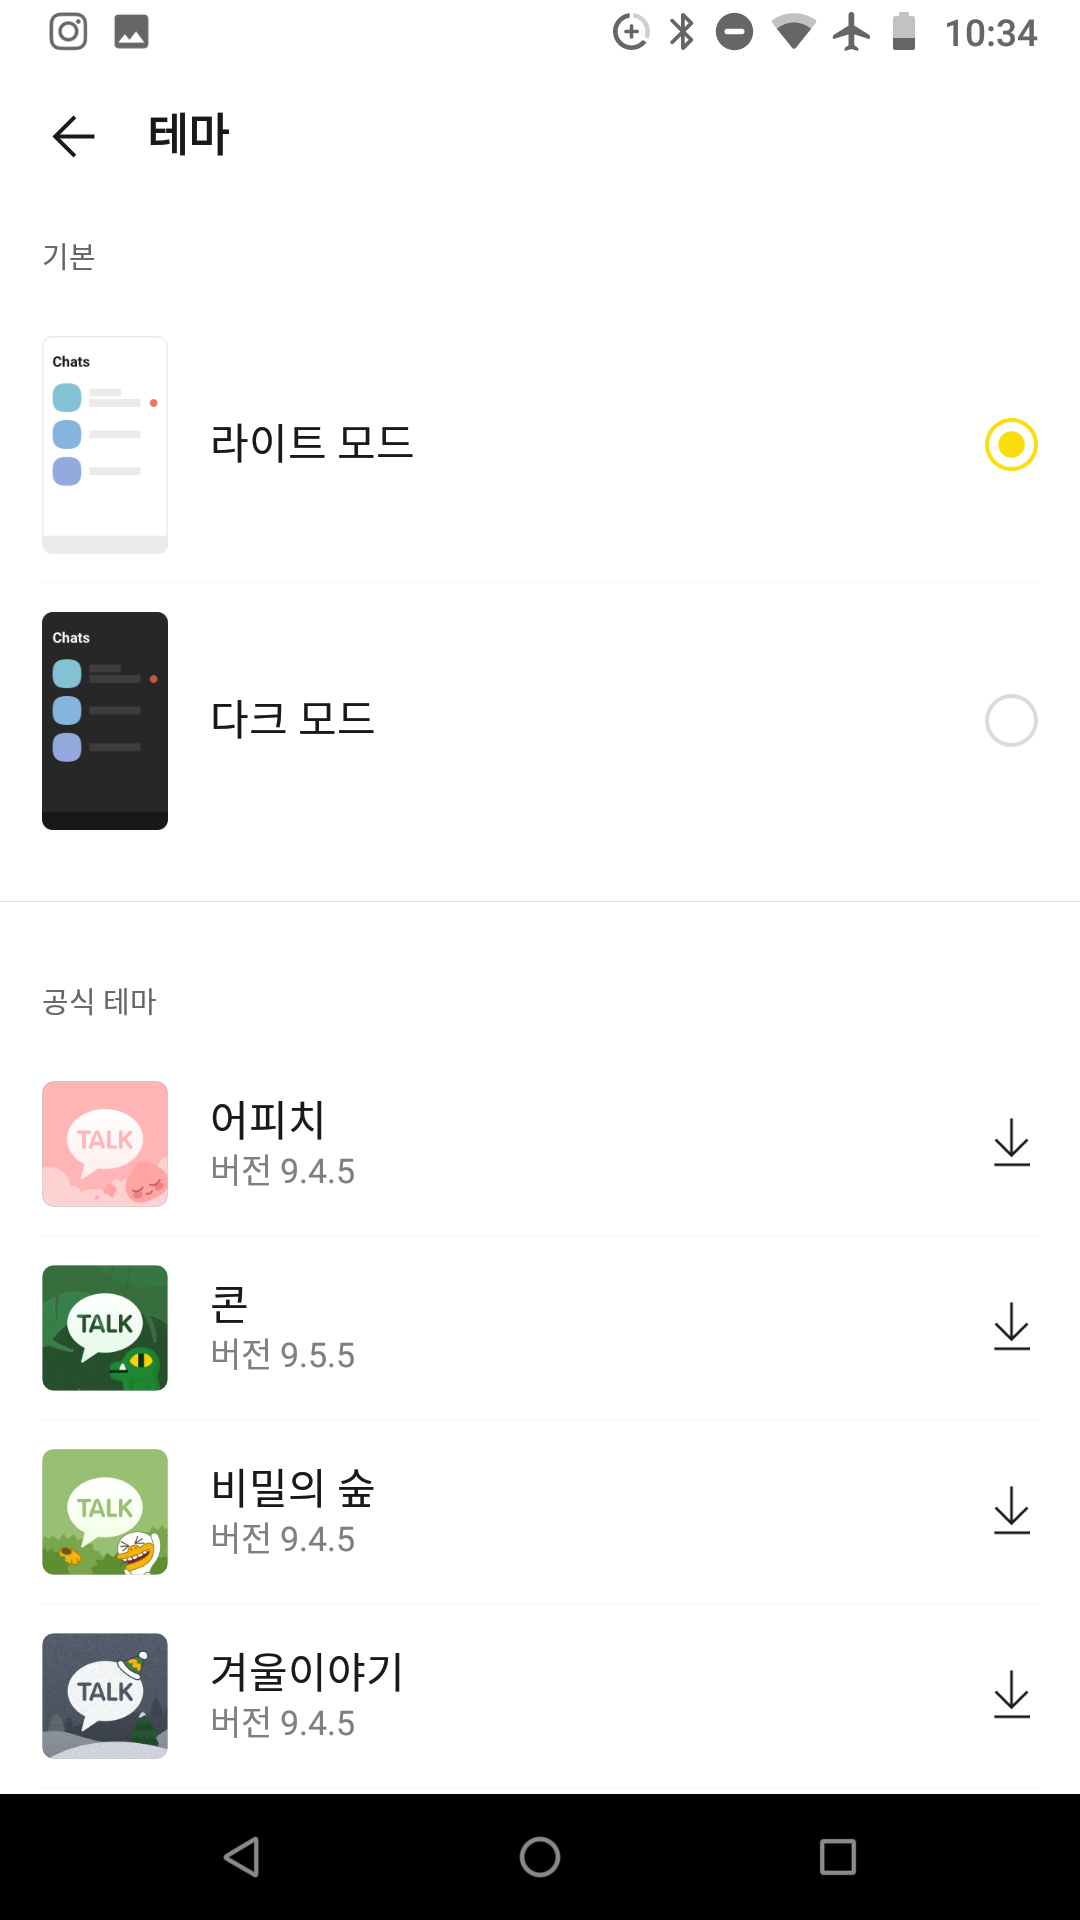 10:34
테마
기본
Chats
라이트 모드
Chats
다크 모드
공식 테마
TALK
어피치
버전 9.4.5
TALK
콘
버전 9.5.5
TALK
비밀의 숲
버전 9.4.5
TALK
겨울이야기
버전 9.4.5